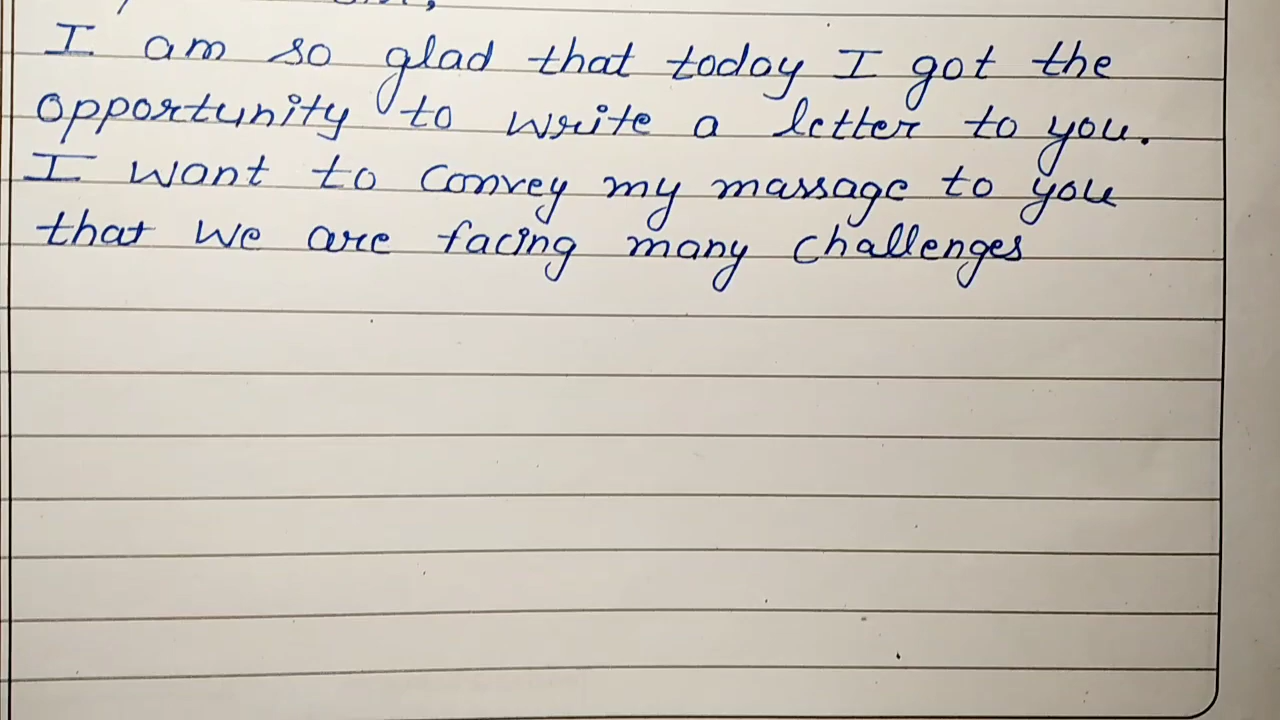 I am so glad that today I got the
opportunity to write a letter to you.
I want to convey my massage to you
that we are facing many challenges